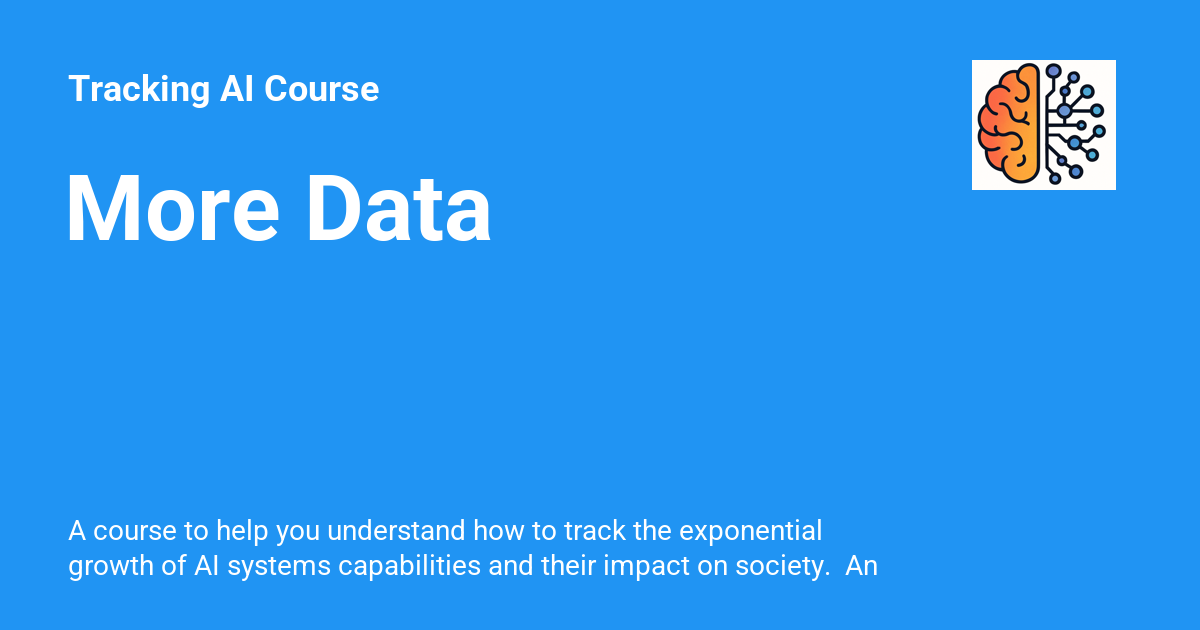 Tracking AI Course
More Data
A course to help you understand how to track the exponential
growth of AI systems capabilities and their impact on society.  An